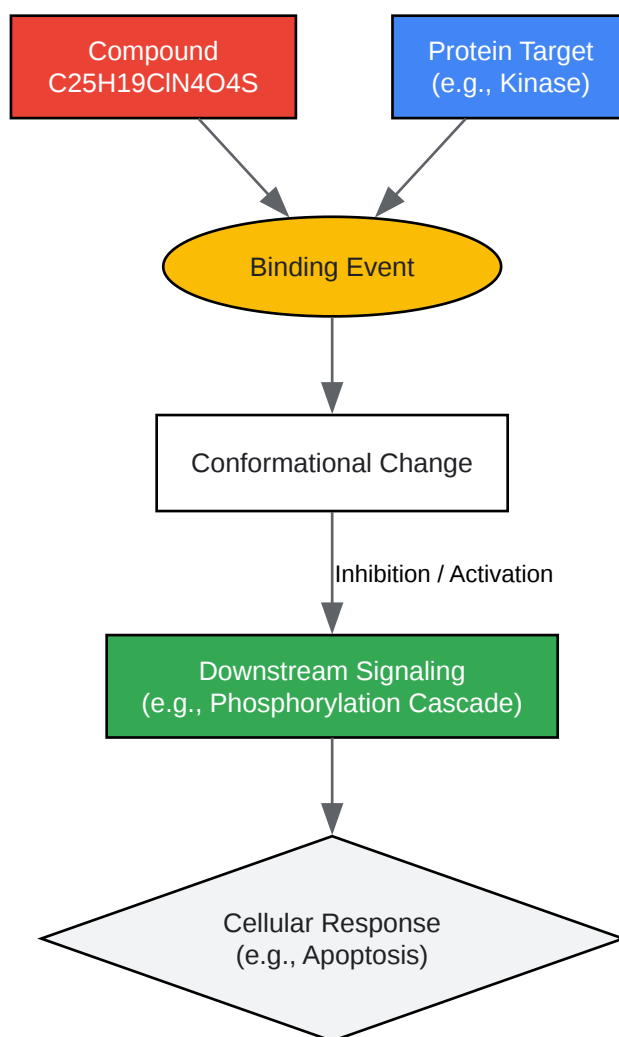 Compound
C25H19ClN4O4S
Protein Target
(e.g., Kinase)
Binding Event
Conformational Change
Inhibition / Activation
Downstream Signaling
(e.g., Phosphorylation Cascade)
Cellular Response
(e.g., Apoptosis)